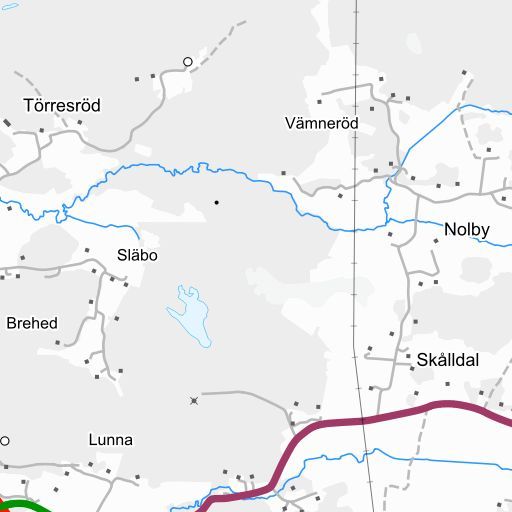 Törresröd
Vämneröd
Nolby
Släbo
Brehed
Skålldal
Lunna